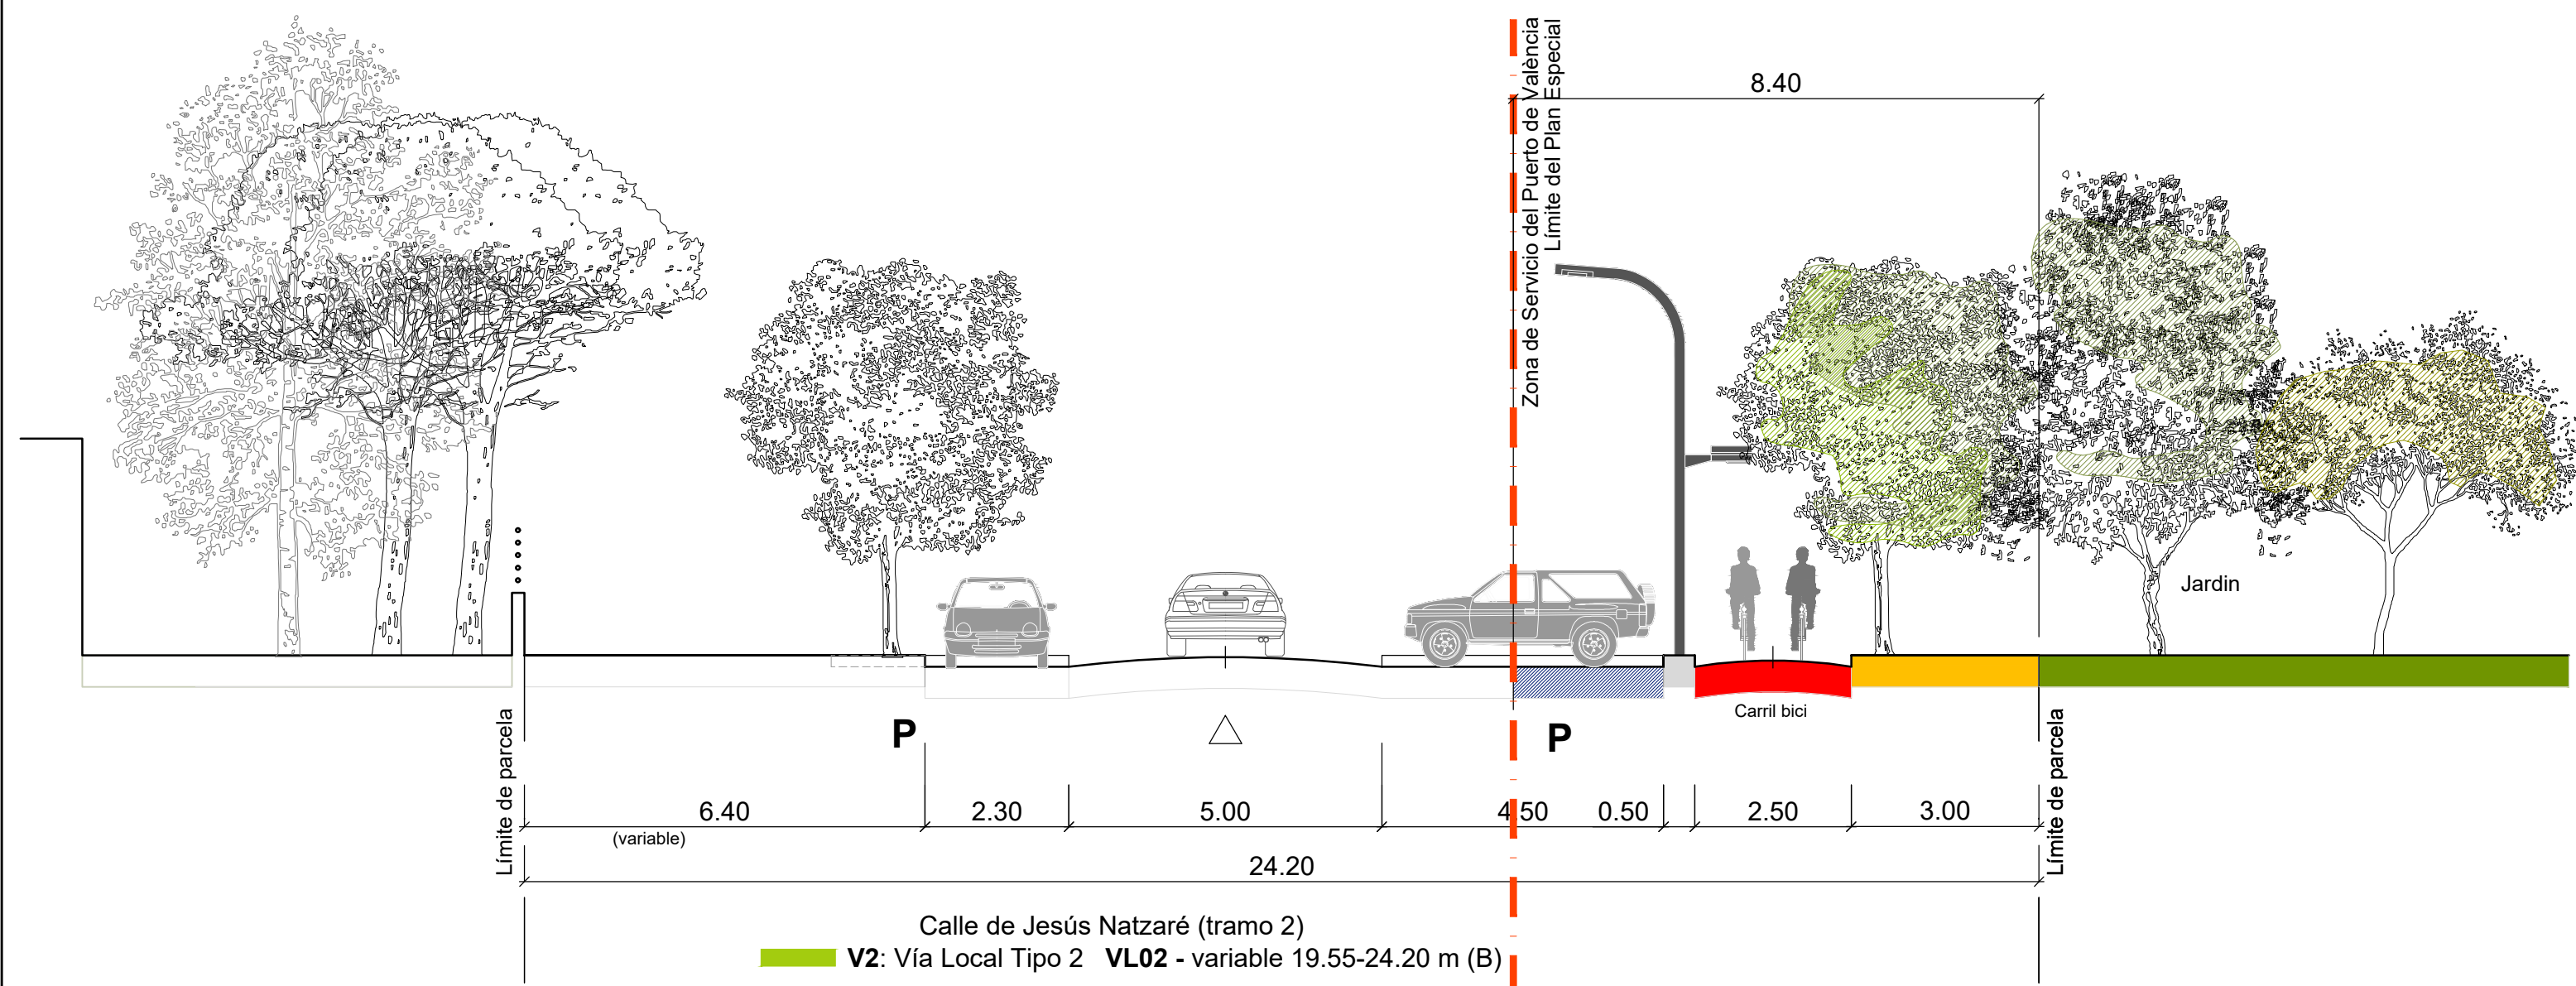 Zona de Servicio del Puerto de València
Límite del Plan Especial
8.40
Jardin
Carril bici
P
P
Límite de parcela
Límite de parcela
6.40
2.30
5.00
4.50
0.50
2.50
3.00
(variable)
24.20
Calle de Jesús Natzaré (tramo 2)
V2: Vía Local Tipo 2 VL02 - variable 19.55-24.20 m (B)